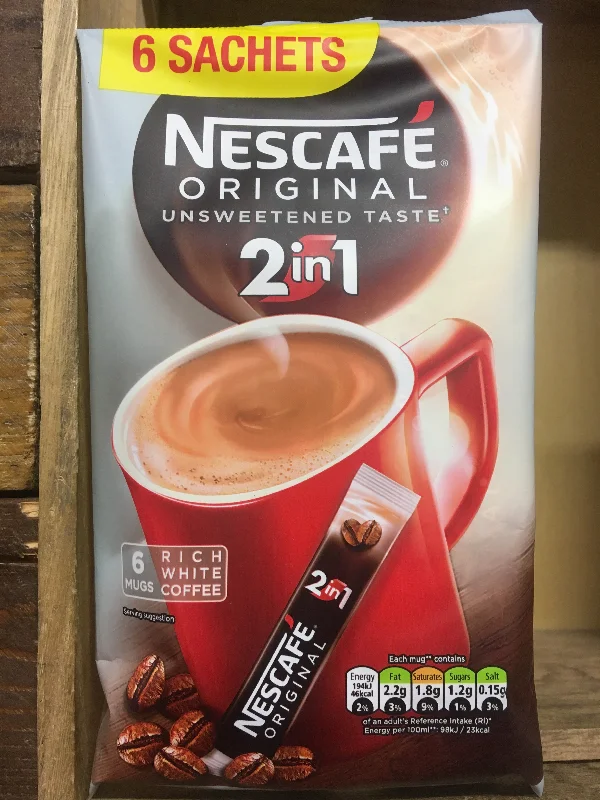 6 SACHETS
NESCAFÉ®
ORIGINAL
UNSWEETENED TASTE†
2in1
6 MUGS
RICH
WHITE
COFFEE
Serving suggestion
2in1
NESCAFÉ®
ORIGINAL
Each mug** contains
Energy Fat Saturates Sugars Salt
194kJ 46kcal 2.2g 1.8g 1.2g 0.15g
2% 3% 9% 1% 3%
of an adult's Reference Intake (RI)*
Energy per 100ml**: 98kJ / 23kcal